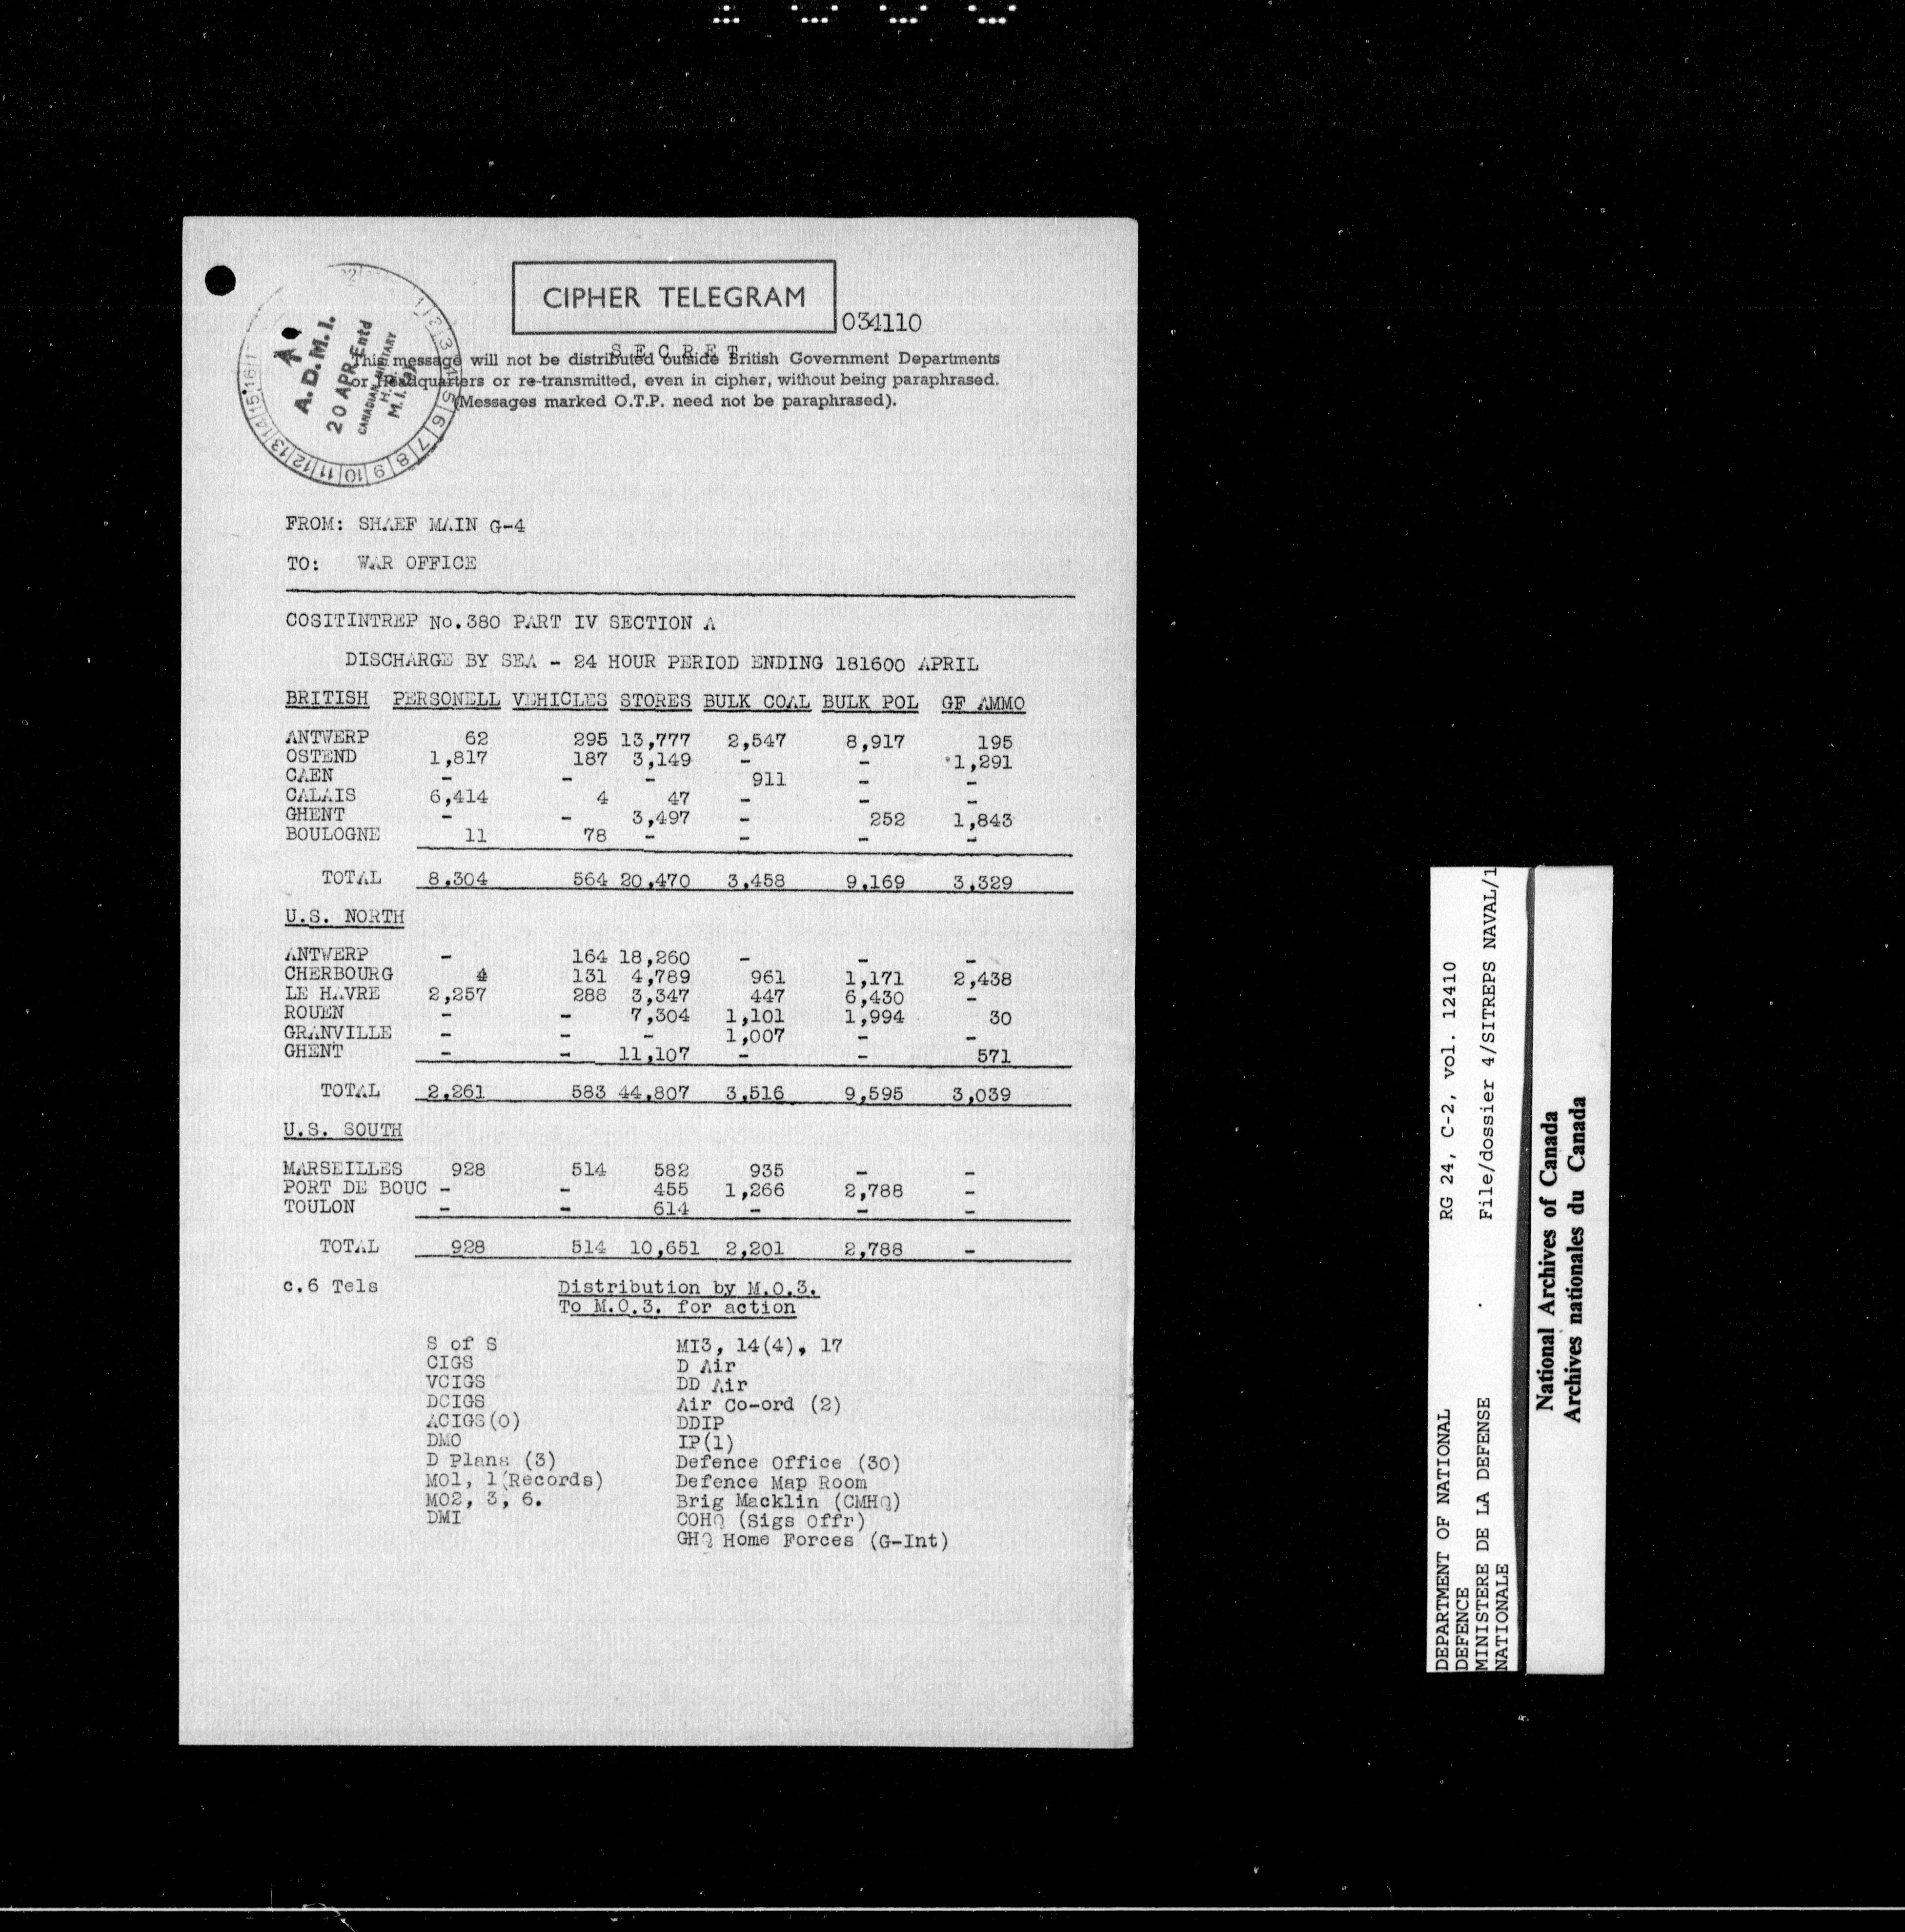 CIPHER TELEGRAM
034110
SECRET
This message will not be distributed outside British Government Departments
or Headquarters or re-transmitted, even in cipher, without being paraphrased.
(Messages marked O.T.P. need not be paraphrased).
A.D.M.I.
20 APR Entd
CANADIAN MILITARY
FROM: SHAEF MAIN G-4
TO: WAR OFFICE
COSITINTREP No.380 PART IV SECTION A
DISCHARGE BY SEA - 24 HOUR PERIOD ENDING 181600 APRIL
BRITISH PERSONELL VEHICLES STORES BULK COAL BULK POL GF AMMO
ANTWERP 62 295 13,777 2,547 8,917 195
OSTEND 1,817 187 3,149 - - 1,291
CAEN - - - 911 - -
CALAIS 6,414 4 47 - - -
GHENT - - 3,497 - 252 1,843
BOULOGNE 11 78 - - - -
TOTAL 8.304 564 20,470 3,458 9,169 3,329
U.S. NORTH
ANTWERP - 164 18,260 - - -
CHERBOURG 4 131 4,789 961 1,171 2,438
LE HAVRE 2,257 288 3,347 447 6,430 -
ROUEN - - 7,304 1,101 1,994 30
GRANVILLE - - - 1,007 - -
GHENT - - 11,107 - - 571
TOTAL 2,261 583 44,807 3,516 9,595 3,039
U.S. SOUTH
MARSEILLES 928 514 582 935 - -
PORT DE BOUC - - 455 1,266 2,788 -
TOULON - - 614 - - -
TOTAL 928 514 10,651 2,201 2,788 -
c.6 Tels Distribution by M.O.3.
To M.O.3. for action
S of S MI3, 14(4), 17
CIGS D Air
VCIGS DD Air
DCIGS Air Co-ord (2)
ACIGS(O) DDIP
DMO IP(1)
D Plans (3) Defence Office (30)
MO1, 1(Records) Defence Map Room
MO2, 3, 6. Brig Macklin (CMHQ)
DMI COHQ (Sigs Offr)
GHQ Home Forces (G-Int)
DEPARTMENT OF NATIONAL RG 24, C-2, vol. 12410
DEFENCE
MINISTERE DE LA DEFENSE File/dossier 4/SITREPS NAVAL/1
NATIONALE
National Archives of Canada
Archives nationales du Canada